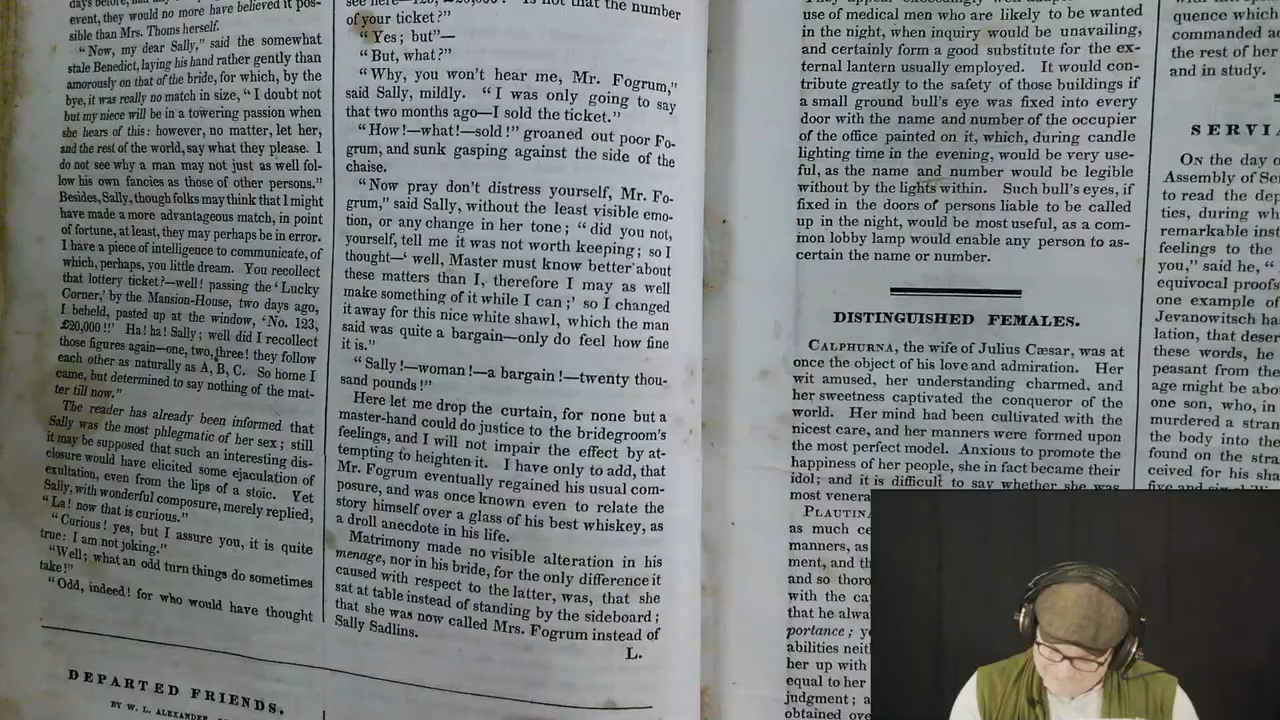 days before,
event, they would no more have believed it pos-
sible than Mrs. Thoms herself.
"Now, my dear Sally," said the somewhat
stale Benedict, laying his hand rather gently than
amorously on that of the bride, for which, by the
bye, it was really no match in size, "I doubt not
but my niece will be in a towering passion when
she hears of this: however, no matter, let her,
and the rest of the world, say what they please. I
do not see why a man may not just as well fol-
low his own fancies as those of other persons."
Besides, Sally, though folks may think that I might
have made a more advantageous match, in point
of fortune, at least, they may perhaps be in error.
I have a piece of intelligence to communicate, of
which, perhaps, you little dream. You recollect
that lottery ticket?—well! passing the 'Lucky
Corner,' by the Mansion-House, two days ago,
I beheld, pasted up at the window, 'No. 123,
£20,000!!' Ha! ha! Sally; well did I recollect
those figures again—one, two, three! they follow
each other as naturally as A, B, C. So home I
came, but determined to say nothing of the mat-
ter till now."
The reader has already been informed that
Sally was the most phlegmatic of her sex; still
it may be supposed that such an interesting dis-
closure would have elicited some ejaculation of
exultation, even from the lips of a stoic. Yet
Sally, with wonderful composure, merely replied,
"La! now that is curious."
"Curious! yes, but I assure you, it is quite
true: I am not joking."
"Well; what an odd turn things do sometimes
take!"
"Odd, indeed! for who would have thought
that the number
of your ticket?"
"Yes; but"—
"But, what?"
"Why, you won't hear me, Mr. Fogrum,"
said Sally, mildly. "I was only going to say
that two months ago—I sold the ticket."
"How!—what!—sold!" groaned out poor Fo-
grum, and sunk gasping against the side of the
chaise.
"Now pray don't distress yourself, Mr. Fo-
grum," said Sally, without the least visible emo-
tion, or any change in her tone; "did you not,
yourself, tell me it was not worth keeping; so I
thought—' well, Master must know better about
these matters than I, therefore I may as well
make something of it while I can;' so I changed
it away for this nice white shawl, which the man
said was quite a bargain—only do feel how fine
it is."
"Sally!—woman!—a bargain!—twenty thou-
sand pounds!"
Here let me drop the curtain, for none but a
master-hand could do justice to the bridegroom's
feelings, and I will not impair the effect by at-
tempting to heighten it. I have only to add, that
Mr. Fogrum eventually regained his usual com-
posure, and was once known even to relate the
story himself over a glass of his best whiskey, as
a droll anecdote in his life.
Matrimony made no visible alteration in his
menage, nor in his bride, for the only difference it
caused with respect to the latter, was, that she
sat at table instead of standing by the sideboard;
that she was now called Mrs. Fogrum instead of
Sally Sadlins.
L.
DEPARTED FRIENDS.
BY W. L. ALEXANDER,
use of medical men who are likely to be wanted
in the night, when inquiry would be unavailing,
and certainly form a good substitute for the ex-
ternal lantern usually employed. It would con-
tribute greatly to the safety of those buildings if
a small ground bull's eye was fixed into every
door with the name and number of the occupier
of the office painted on it, which, during candle
lighting time in the evening, would be very use-
ful, as the name and number would be legible
without by the lights within. Such bull's eyes, if
fixed in the doors of persons liable to be called
up in the night, would be most useful, as a com-
mon lobby lamp would enable any person to as-
certain the name or number.
DISTINGUISHED FEMALES.
CALPHURNA, the wife of Julius Cæsar, was at
once the object of his love and admiration. Her
wit amused, her understanding charmed, and
her sweetness captivated the conqueror of the
world. Her mind had been cultivated with the
nicest care, and her manners were formed upon
the most perfect model. Anxious to promote the
happiness of her people, she in fact became their
idol; and it is difficult to say whether she was
most venera
PLAUTIN
as much ce
manners, as
ment, and th
and so thoro
with the ca
that he alwa
portance; y
abilities neit
her up with
equal to her
judgment; a
obtained ove
quence which
commanded a
the rest of her
and in study.
SERVI
ON the day o
Assembly of Se
to read the dep
ties, during wh
remarkable inst
feelings to the
you," said he, "
equivocal proofs
one example of
Jevanowitsch ha
lation, that deser
these words, he
peasant from the
age might be abo
one son, who, in
murdered a stran
the body into the
found on the stra
ceived for his sha